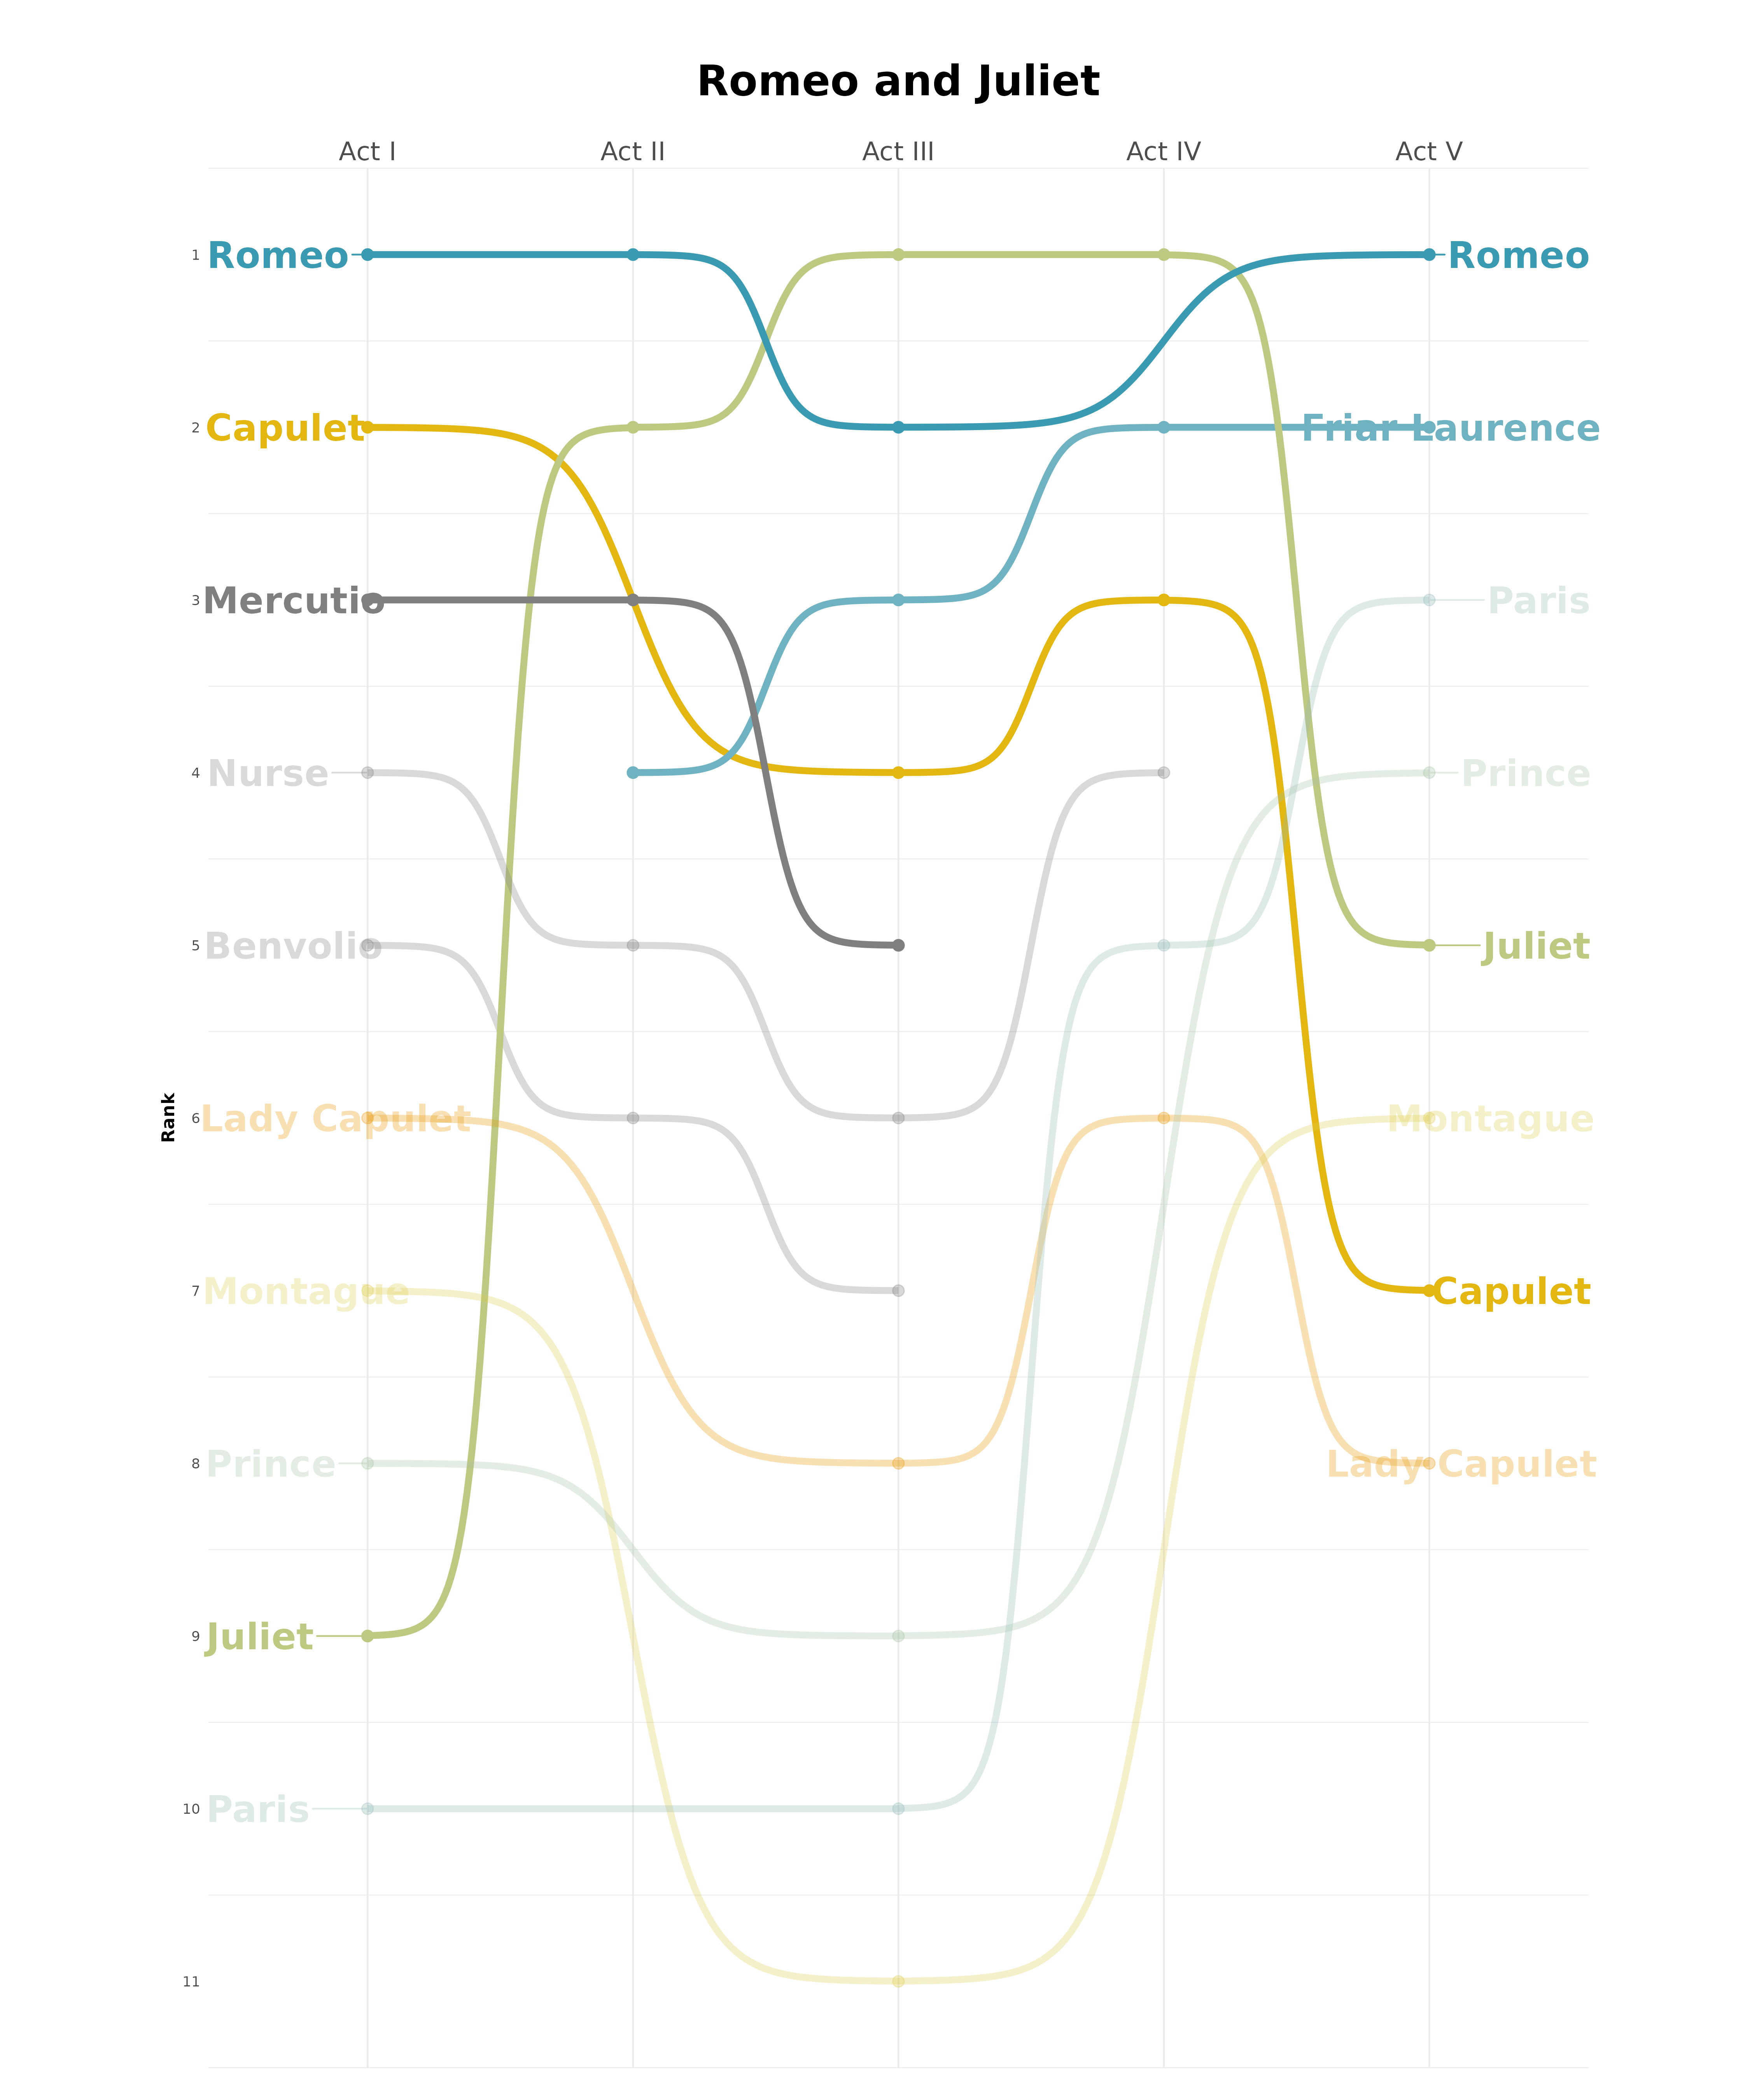 Romeo and Juliet
Act I Act II Act III Act IV Act V
1 Romeo Romeo
2 Capulet Friar Laurence
3 Mercutio Paris
4 Nurse Prince
5 Benvolio Juliet
Rank
6 Lady Capulet Montague
7 Montague Capulet
8 Prince Lady Capulet
9 Juliet
10 Paris
11